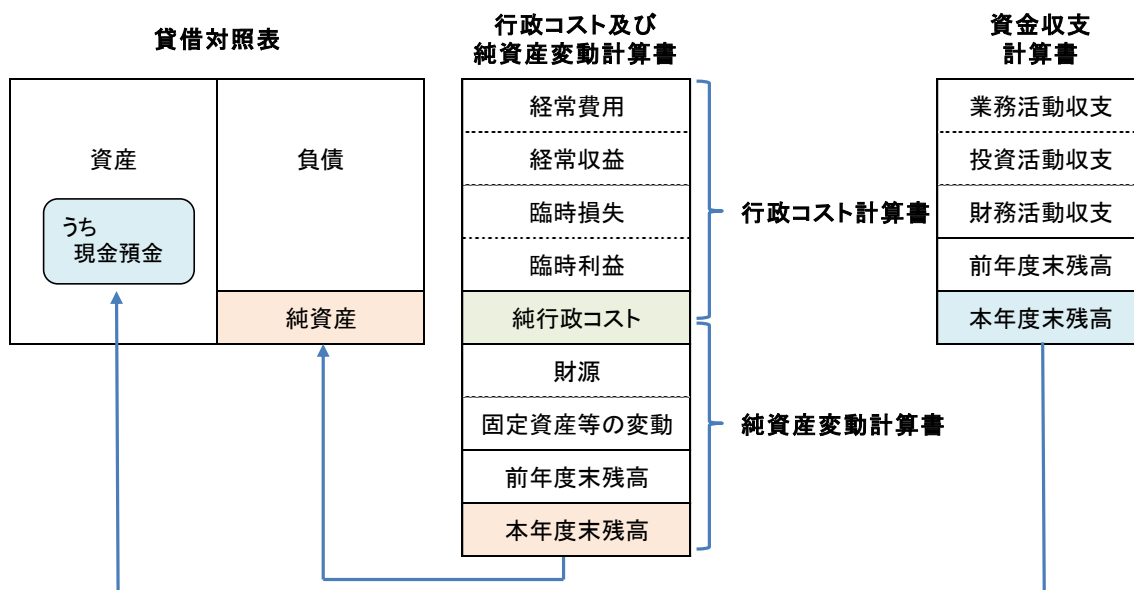 貸借対照表
資産
うち
現金預金
負債
純資産
行政コスト及び
純資産変動計算書
経常費用
経常収益
臨時損失
臨時利益
純行政コスト
財源
固定資産等の変動
前年度末残高
本年度末残高
行政コスト計算書
純資産変動計算書
資金収支
計算書
業務活動収支
投資活動収支
財務活動収支
前年度末残高
本年度末残高